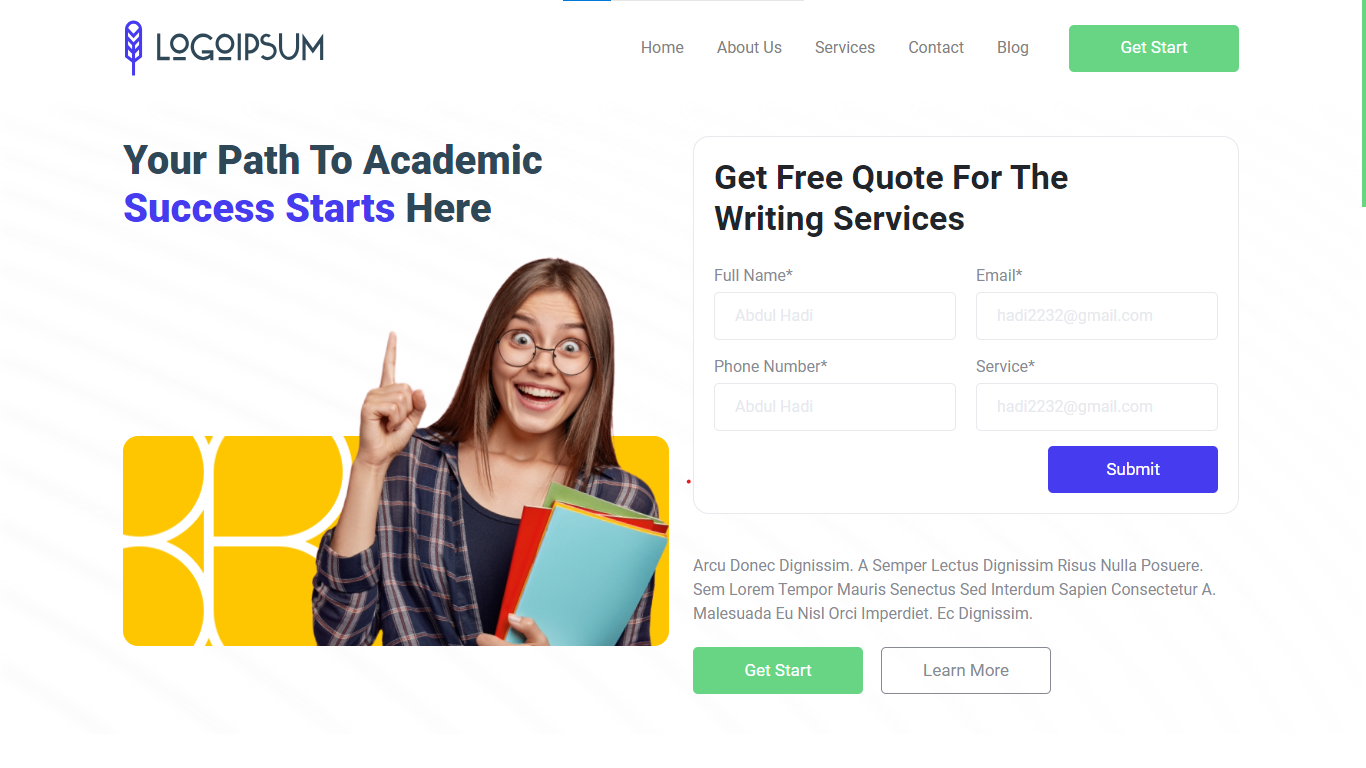 LOGOIPSUM
Home About Us Services Contact Blog Get Start
Your Path To Academic
Success Starts Here
Get Free Quote For The
Writing Services
Full Name* Email*
Abdul Hadi hadi2232@gmail.com
Phone Number* Service*
Abdul Hadi hadi2232@gmail.com
Submit
Arcu Donec Dignissim. A Semper Lectus Dignissim Risus Nulla Posuere.
Sem Lorem Tempor Mauris Senectus Sed Interdum Sapien Consectetur A.
Malesuada Eu Nisl Orci Imperdiet. Ec Dignissim.
Get Start Learn More